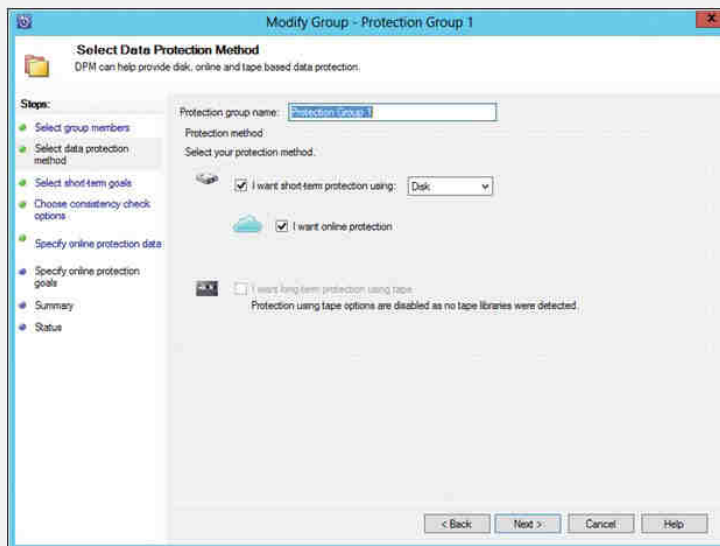 DPM
Modify Group - Protection Group 1
X
Select Data Protection Method
DPM can help provide disk, online and tape based data protection.
Steps:
Select group members
Select data protection
method
Select short-term goals
Choose consistency check
options
Specify online protection data
Specify online protection
goals
Summary
Status
Protection group name: Protection Group 1
Protection method
Select your protection method.
I want short-term protection using: Disk
I want online protection
I want long-term protection using tape
Protection using tape options are disabled as no tape libraries were detected.
< Back
Next >
Cancel
Help